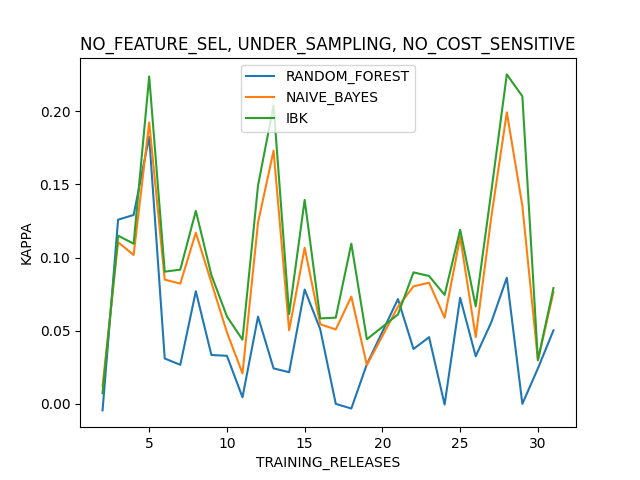 NO_FEATURE_SEL, UNDER_SAMPLING, NO_COST_SENSITIVE
RANDOM_FOREST
NAIVE_BAYES
IBK
0.20
0.15
0.10
0.05
0.00
KAPPA
5 10 15 20 25 30
TRAINING_RELEASES